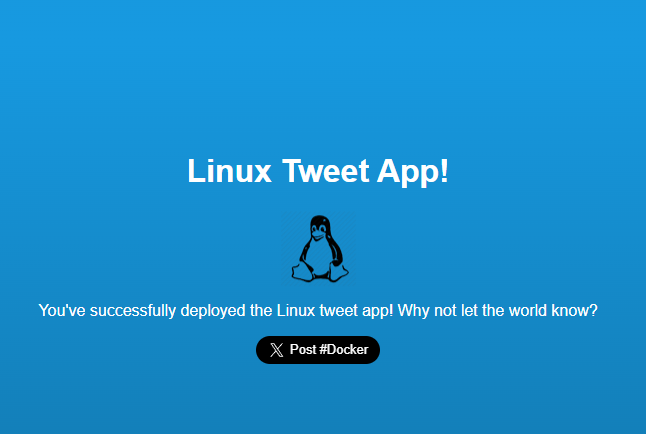 Linux Tweet App!
You've successfully deployed the Linux tweet app! Why not let the world know?
Post #Docker